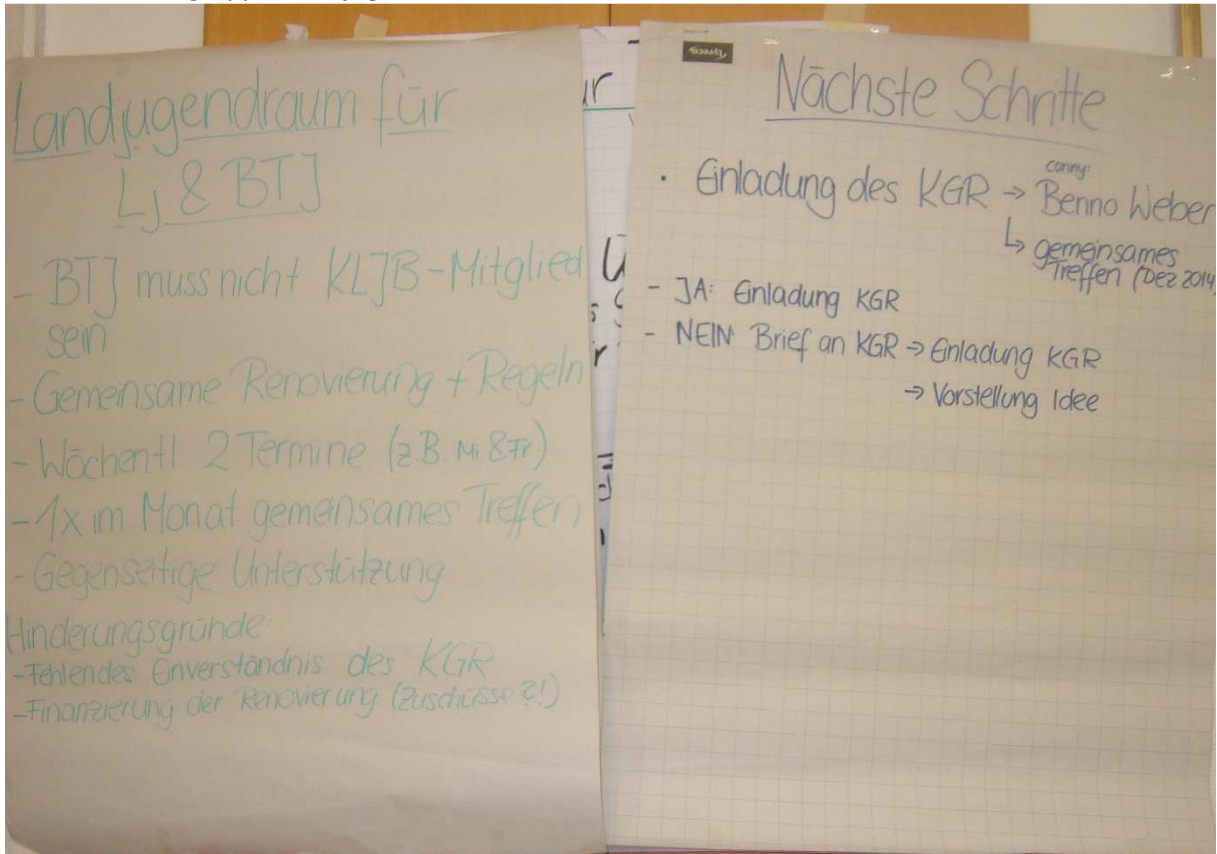 Landjugendraum für
Lj & BTJ
- BTJ muss nicht KLJB-Mitglied
sein
- Gemeinsame Renovierung + Regeln
- Wöchentl. 2 Termine (z.B. Mi & Fr)
- 1x im Monat gemeinsames Treffen
- Gegenseitige Unterstützung
Hinderungsgründe:
- Fehlendes Einverständnis des KGR
- Finanzierung der Renovierung (Zuschüsse?!)
ur
Nächste Schritte
conny:
· Einladung des KGR → Benno Weber
↳ gemeinsames
Treffen (Dez 2014)
- JA: Einladung KGR
- NEIN: Brief an KGR → Einladung KGR
→ Vorstellung Idee